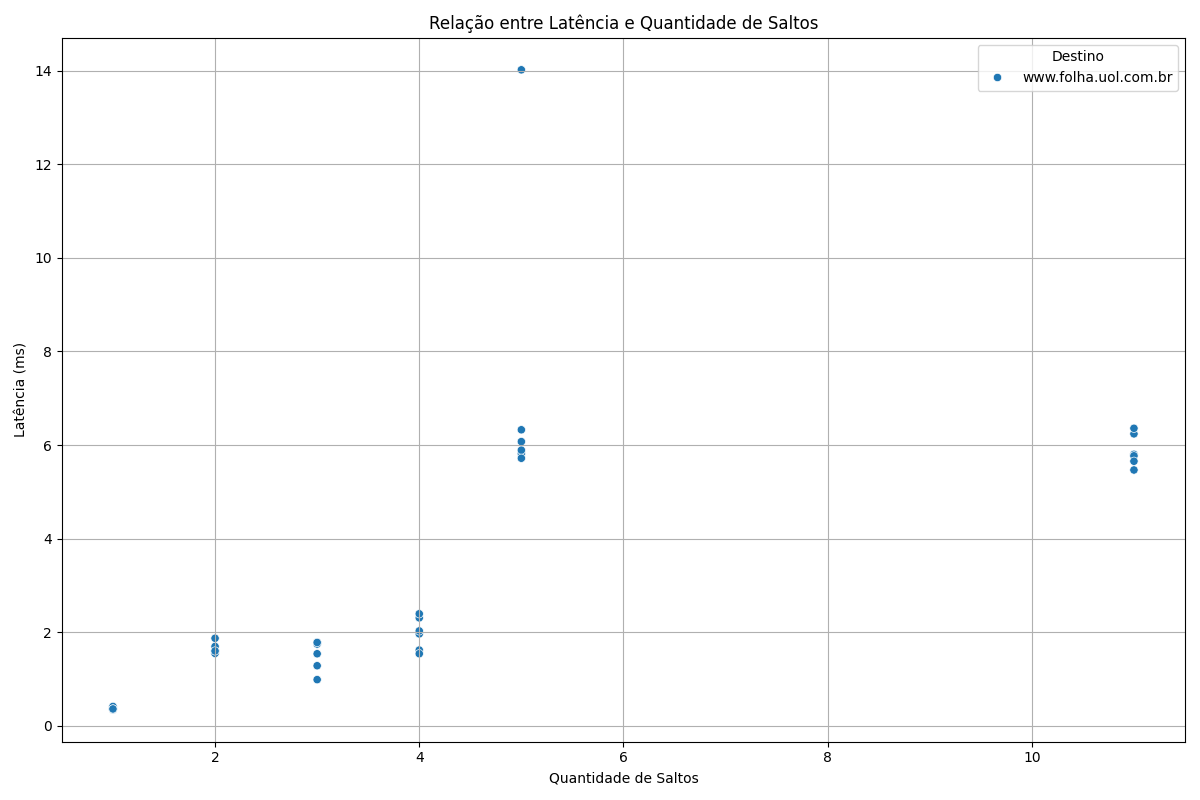 Relação entre Latência e Quantidade de Saltos
Destino
www.folha.uol.com.br
14
12
10
8
6
4
2
0
Latência (ms)
2 4 6 8 10
Quantidade de Saltos